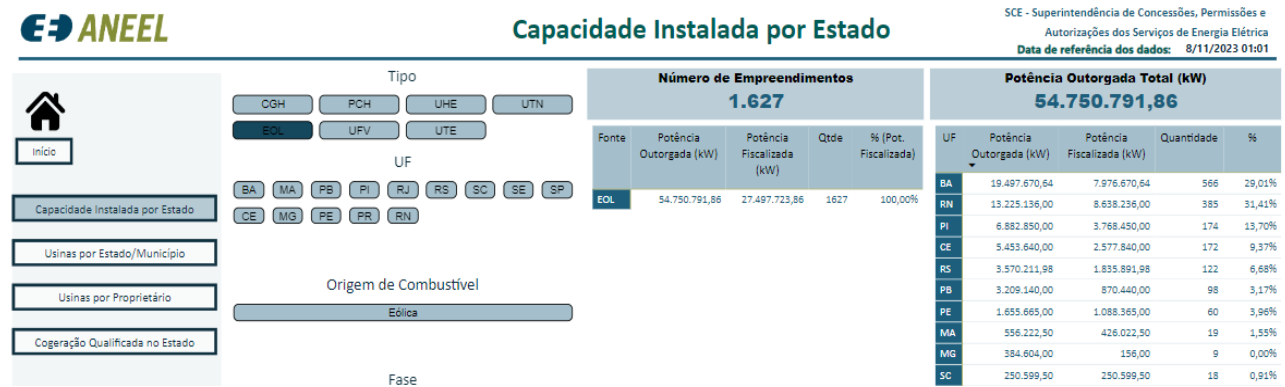 ANEEL
Capacidade Instalada por Estado
SCE - Superintendência de Concessões, Permissões e
Autorizações dos Serviços de Energia Elétrica
Data de referência dos dados: 8/11/2023 01:01
Início
Capacidade Instalada por Estado
Usinas por Estado/Município
Usinas por Proprietário
Cogeração Qualificada no Estado
Tipo
CGH PCH UHE UTN
EOL UFV UTE
UF
BA MA PB PI RJ RS SC SE SP
CE MG PE PR RN
Origem de Combustível
Eólica
Fase
Número de Empreendimentos
1.627
Fonte Potência Outorgada (kW) Potência Fiscalizada (kW) Qtde % (Pot. Fiscalizada)
EOL 54.750.791,86 27.497.723,86 1627 100,00%
Potência Outorgada Total (kW)
54.750.791,86
UF Potência Outorgada (kW) Potência Fiscalizada (kW) Quantidade %
BA 19.497.670,64 7.976.670,64 566 29,01%
RN 13.225.136,00 8.638.236,00 385 31,41%
PI 6.882.850,00 3.768.450,00 174 13,70%
CE 5.453.640,00 2.577.840,00 172 9,37%
RS 3.570.211,98 1.835.891,98 122 6,68%
PB 3.209.140,00 870.440,00 98 3,17%
PE 1.655.665,00 1.088.365,00 60 3,96%
MA 556.222,50 426.022,50 19 1,55%
MG 384.604,00 156,00 9 0,00%
SC 250.599,50 250.599,50 18 0,91%